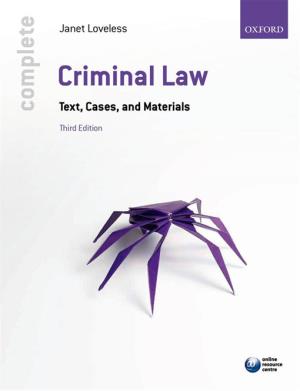 complete
Janet Loveless
OXFORD
Criminal Law
Text, Cases, and Materials
Third Edition
online
resource
centre